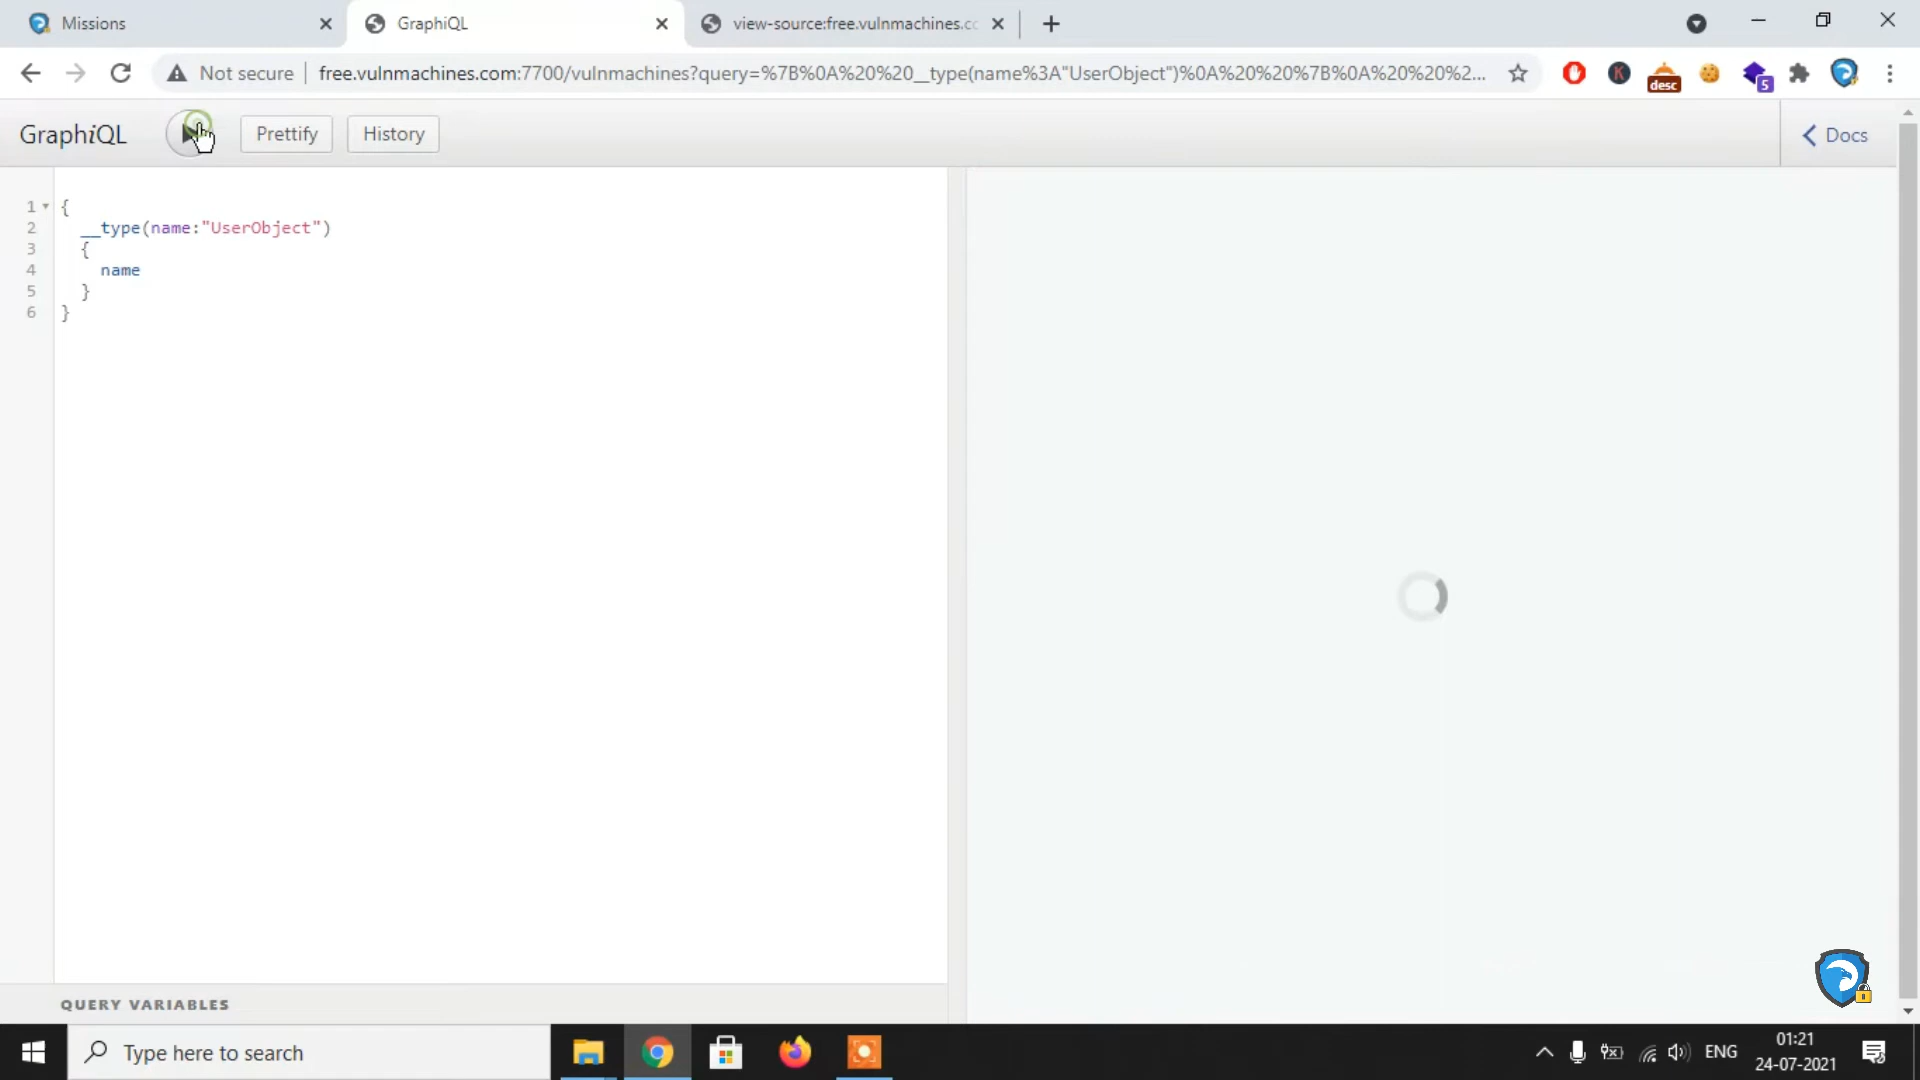 Missions
GraphiQL
view-source:free.vulnmachines.cc
Not secure
free.vulnmachines.com:7700/vulnmachines?query=%7B%0A%20%20__type(name%3A"UserObject")%0A%20%20%7B%0A%20%20%2...
K
desc
5
GraphiQL
Prettify
History
Docs
1 {
2 __type(name:"UserObject")
3 {
4 name
5 }
6 }
QUERY VARIABLES
Type here to search
ENG
01:21
24-07-2021